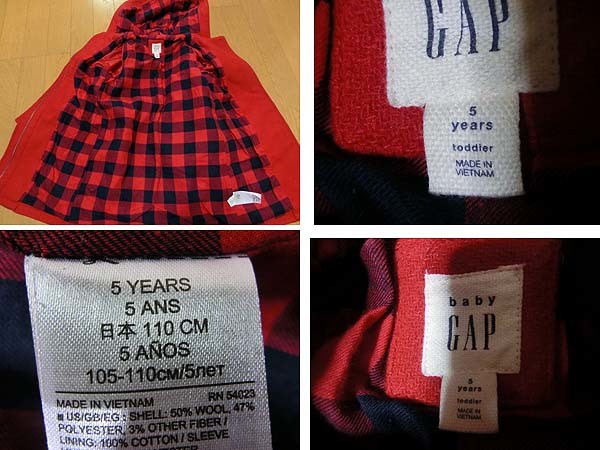 GAP
5
years
toddler
MADE IN
VIETNAM
5 YEARS
5 ANS
日本 110 CM
5 AÑOS
105-110см/5лет
MADE IN VIETNAM RN 54023
■ US/GB/EG : SHELL: 50% WOOL, 47%
POLYESTER, 3% OTHER FIBER /
LINING: 100% COTTON / SLEEVE
baby
GAP
5
years
toddler
MADE IN
VIETNAM